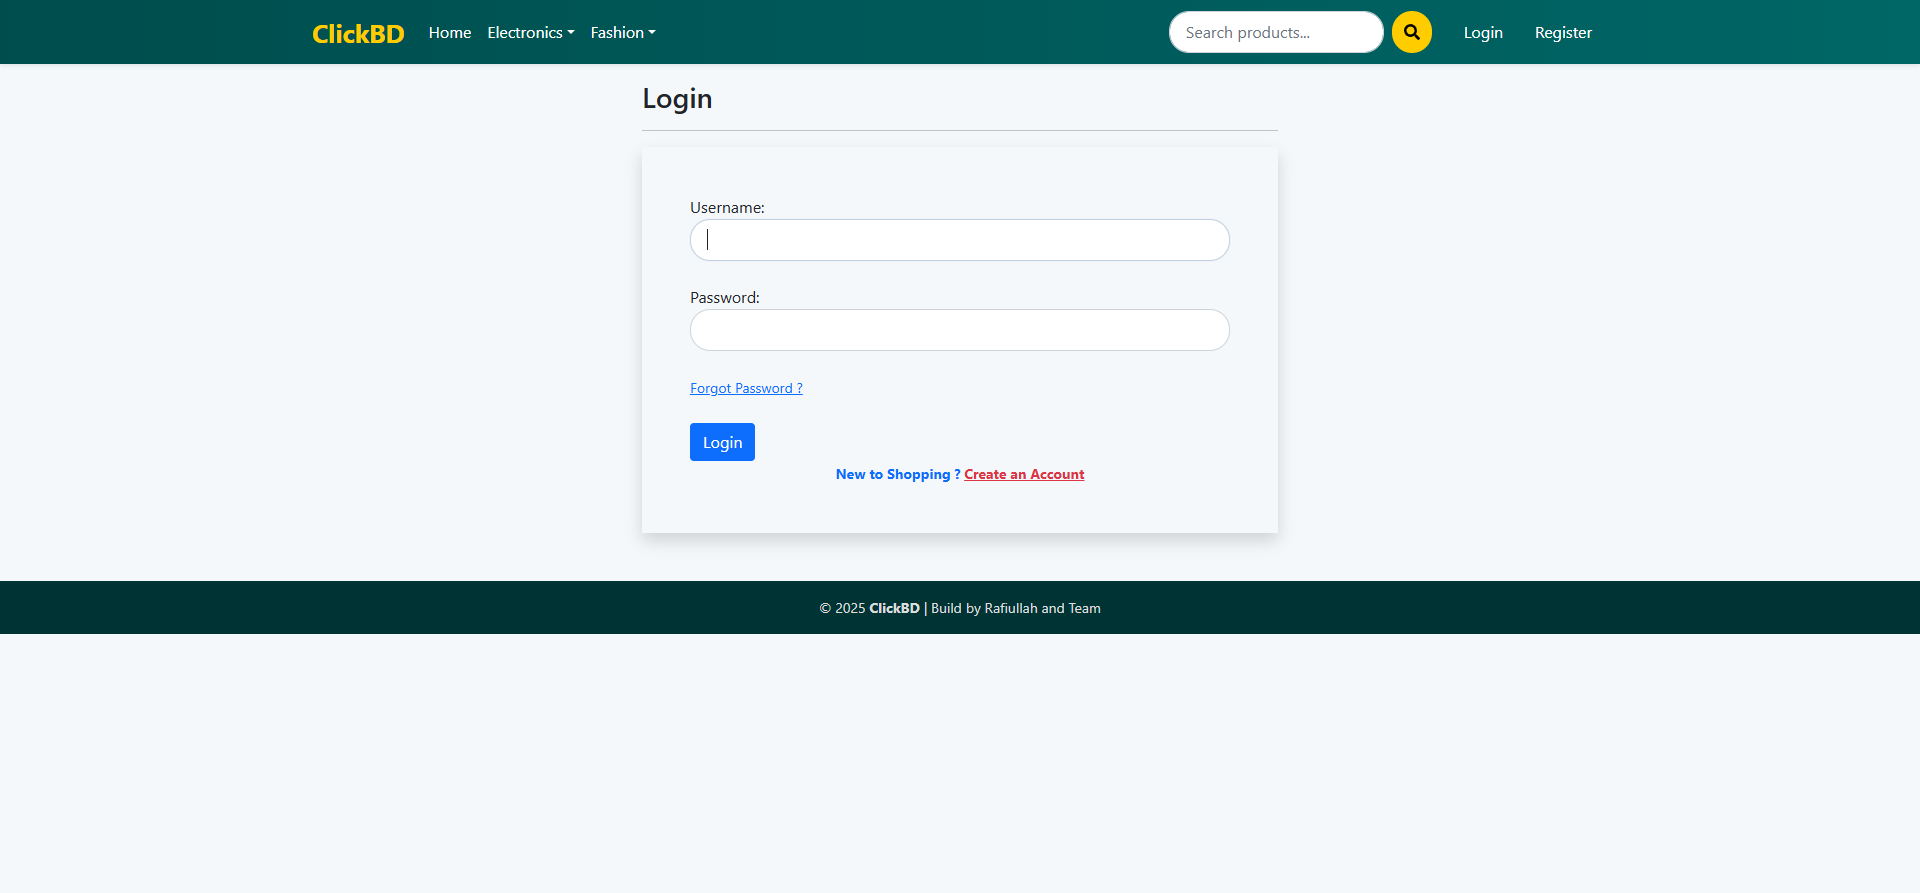 ClickBD Home Electronics Fashion Search products... Login Register
Login
Username:
Password:
Forgot Password ?
Login
New to Shopping ? Create an Account
© 2025 ClickBD | Build by Rafiullah and Team